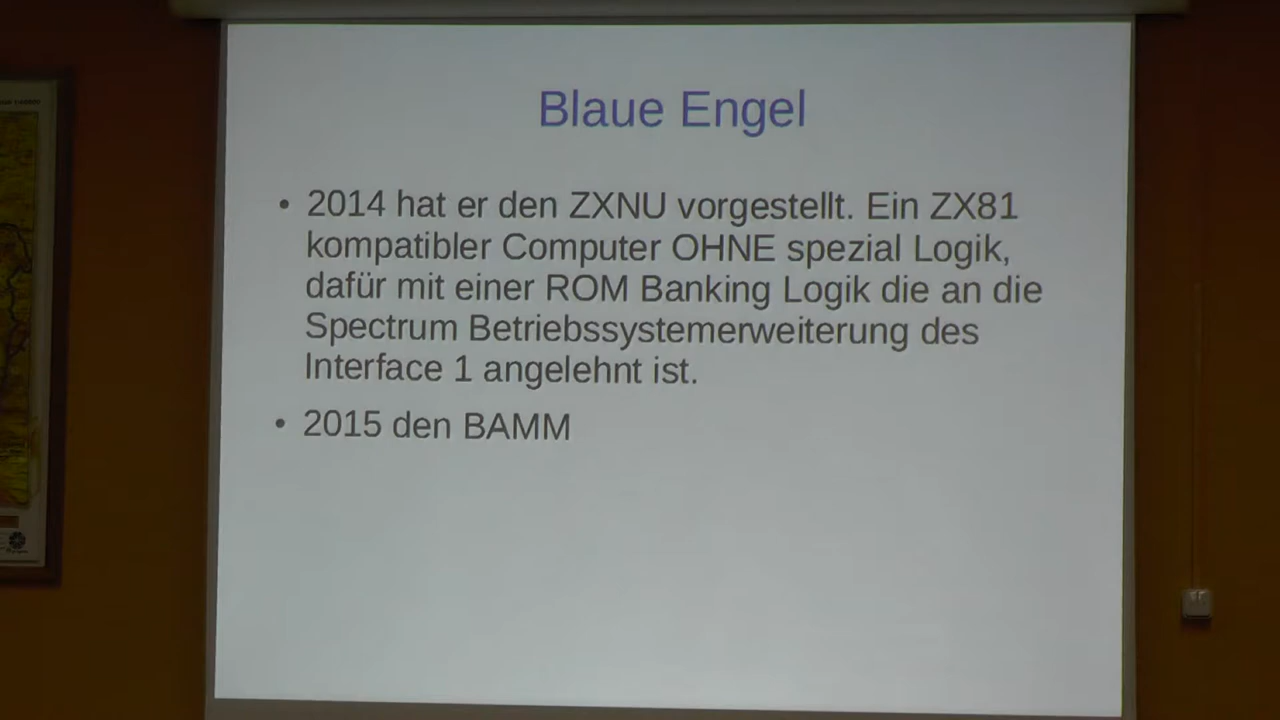 Blaue Engel
• 2014 hat er den ZXNU vorgestellt. Ein ZX81
kompatibler Computer OHNE spezial Logik,
dafür mit einer ROM Banking Logik die an die
Spectrum Betriebssystemerweiterung des
Interface 1 angelehnt ist.
• 2015 den BAMM